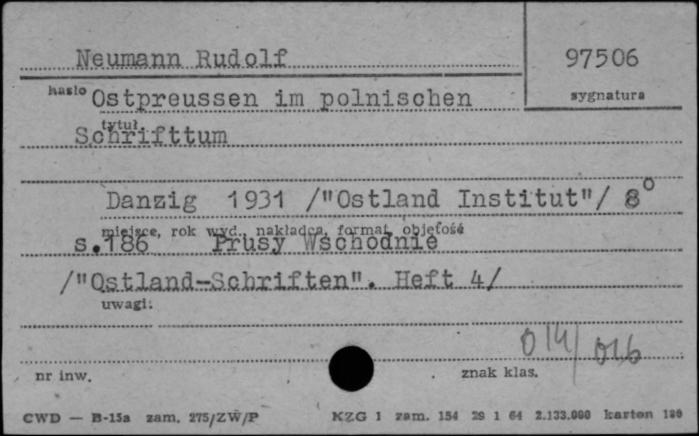 Neumann Rudolf
97506
hasło Ostpreussen im polnischen
sygnatura
tytuł
Schrifttum
Danzig 1931 /"Ostland Institut"/ 8°
miejsce, rok wyd., nakładca, format, objętość
s.186 Prusy Wschodnie
/"Ostland-Schriften". Heft 4/
uwagi:
014/016
nr inw.
znak klas.
CWD — B-15a zam. 275/ZW/P KZG 1 zam. 154 29 1 64 2.133.000 karton 180